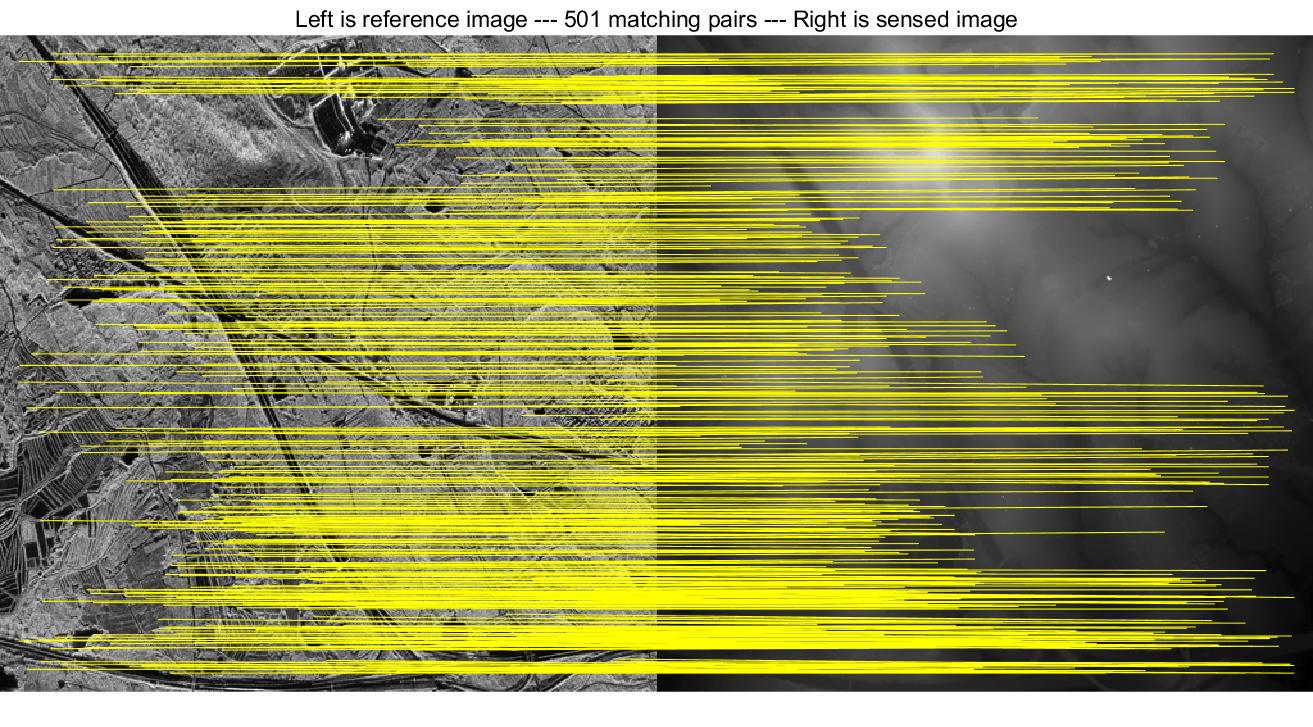 Left is reference image --- 501 matching pairs --- Right is sensed image